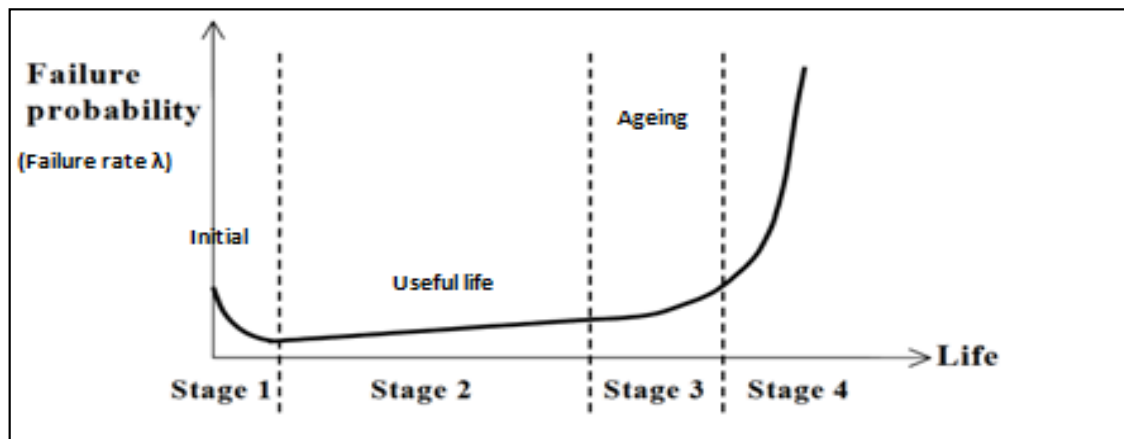 Failure
probability
(Failure rate λ)
Ageing
Initial
Useful life
Life
Stage 1
Stage 2
Stage 3
Stage 4